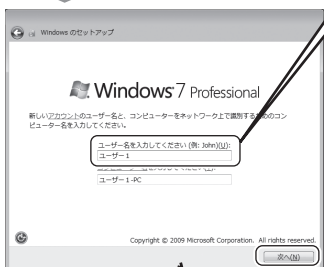 Windows のセットアップ
Windows 7 Professional
新しいアカウントのユーザー名と、コンピューターをネットワーク上で識別するためのコン
ピューター名を入力してください。
ユーザー名を入力してください (例: John)(U):
ユーザー1
ユーザー1-PC
Copyright © 2009 Microsoft Corporation. All rights reserved.
次へ(N)